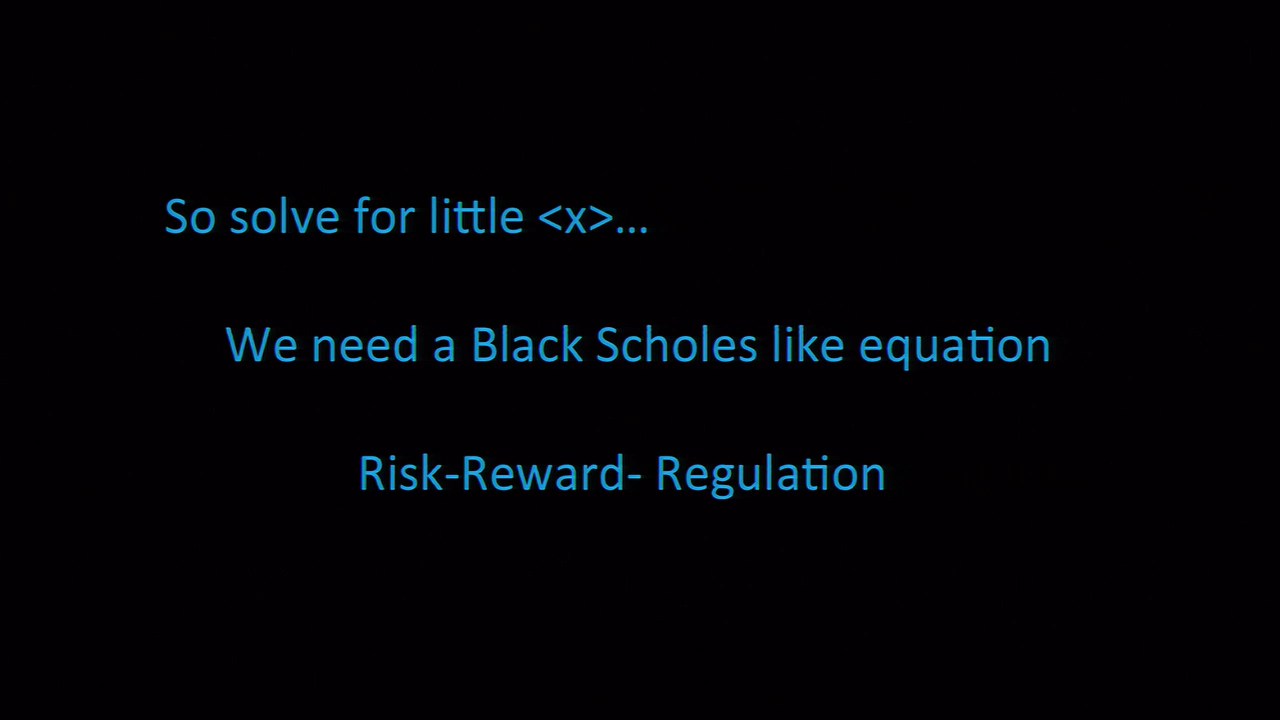 So solve for little <x>...
We need a Black Scholes like equation
Risk-Reward- Regulation